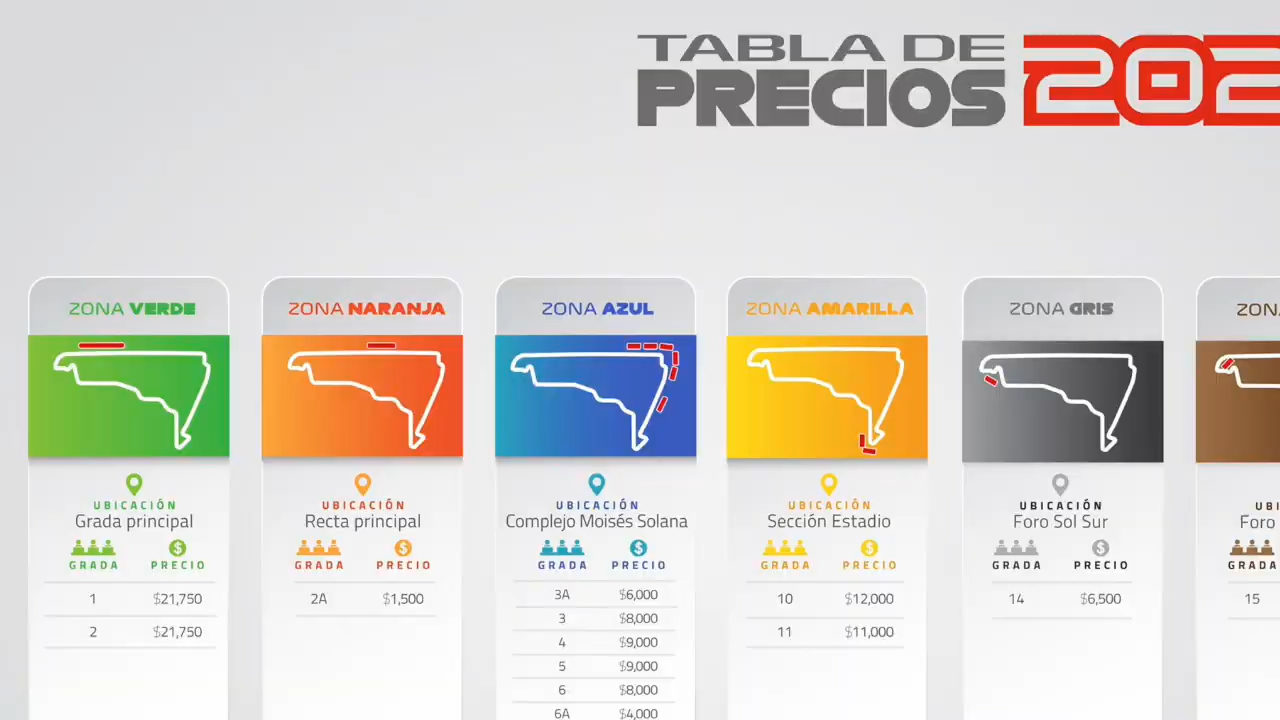 TABLA DE
PRECIOS 202
ZONA VERDE
UBICACIÓN
Grada principal
GRADA PRECIO
1 $21,750
2 $21,750
ZONA NARANJA
UBICACIÓN
Recta principal
GRADA PRECIO
2A $1,500
ZONA AZUL
UBICACIÓN
Complejo Moisés Solana
GRADA PRECIO
3A $6,000
3 $8,000
4 $9,000
5 $9,000
6 $8,000
6A $4,000
ZONA AMARILLA
UBICACIÓN
Sección Estadio
GRADA PRECIO
10 $12,000
11 $11,000
ZONA GRIS
UBICACIÓN
Foro Sol Sur
GRADA PRECIO
14 $6,500
ZON
UBI
Foro
GRADA
15